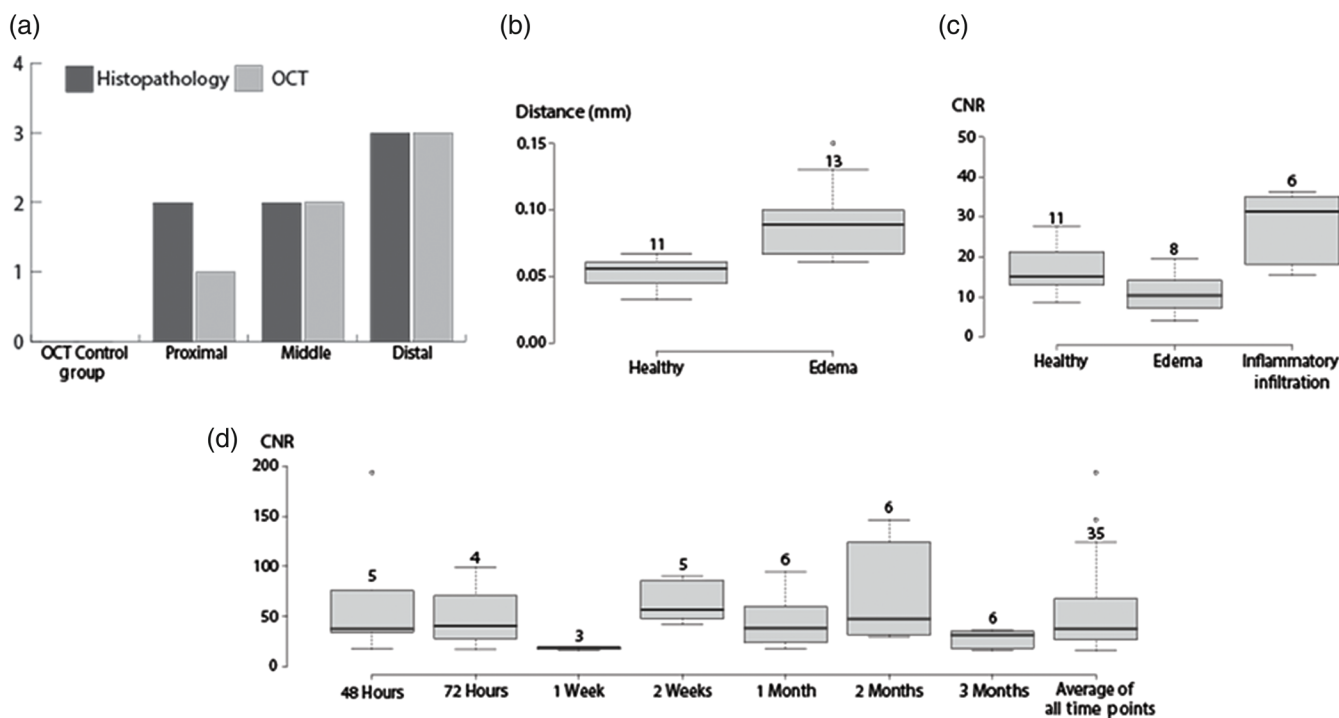 (a)
4
3
2
1
0
Histopathology OCT
OCT Control group Proximal Middle Distal
(b)
Distance (mm)
0.15
0.10
0.05
0.00
11
13
Healthy Edema
(c)
CNR
50
40
30
20
10
0
11
8
6
Healthy Edema Inflammatory
infiltration
(d)
CNR
200
150
100
50
0
5
4
3
5
6
6
6
35
48 Hours 72 Hours 1 Week 2 Weeks 1 Month 2 Months 3 Months Average of
all time points